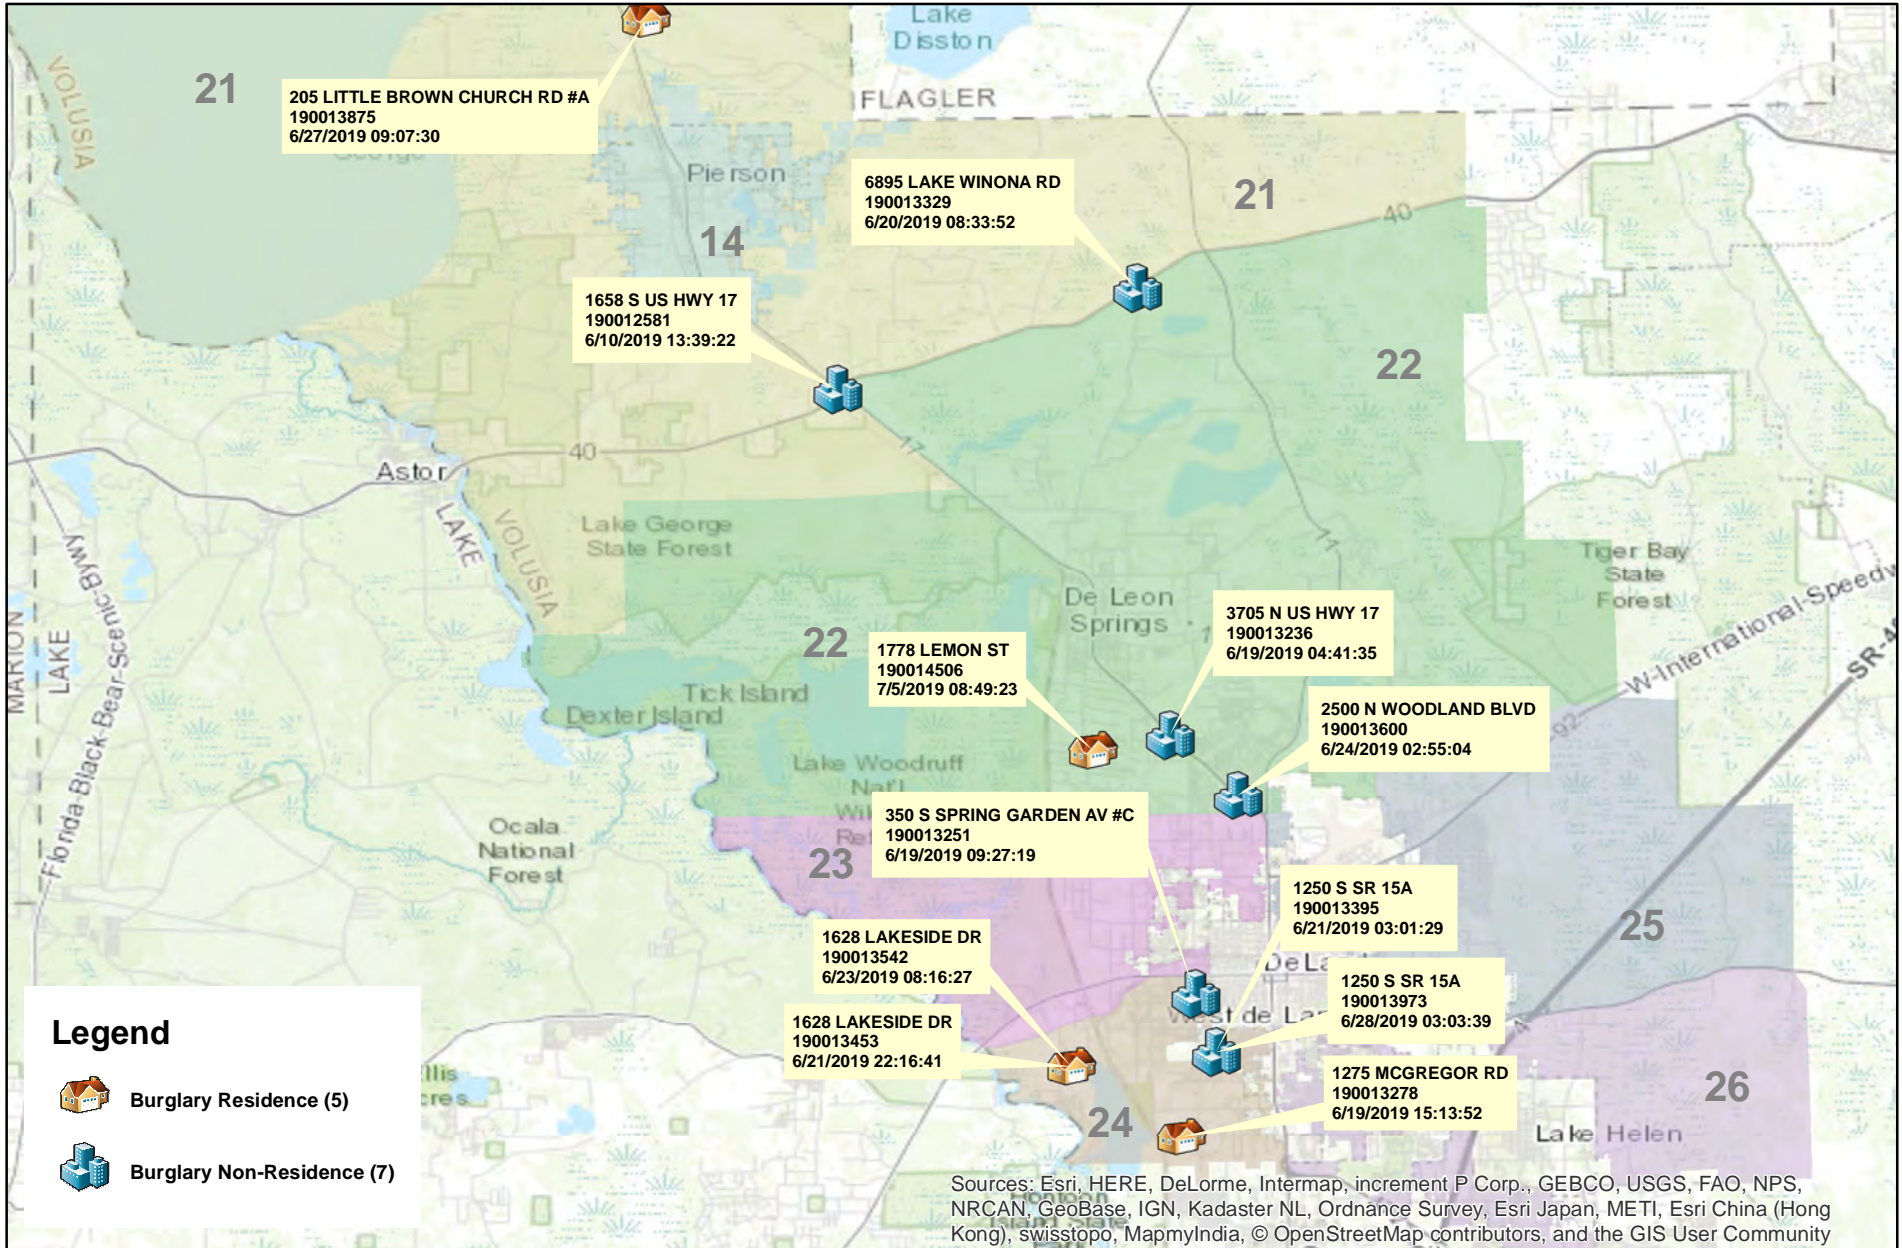 Lake
Disston
21
VOLUSIA
205 LITTLE BROWN CHURCH RD #A
190013875
6/27/2019 09:07:30
George
FLAGLER
Pierson
6895 LAKE WINONA RD
190013329
6/20/2019 08:33:52
21
40
14
1658 S US HWY 17
190012581
6/10/2019 13:39:22
22
17
40
Astor
LAKE
VOLUSIA
Lake George
State Forest
11
Tiger Bay
State
Forest
De Leon
Springs
W-International-Speedw
SR-4
Florida-Black-Bear-Scenic-Bywy
MARION
LAKE
22
1778 LEMON ST
190014506
7/5/2019 08:49:23
3705 N US HWY 17
190013236
6/19/2019 04:41:35
Tick Island
Dexter Island
2500 N WOODLAND BLVD
190013600
6/24/2019 02:55:04
92
Lake Woodruff
Nat'l
350 S SPRING GARDEN AV #C
190013251
6/19/2019 09:27:19
Ocala
National
Forest
23
1250 S SR 15A
190013395
6/21/2019 03:01:29
25
1628 LAKESIDE DR
190013542
6/23/2019 08:16:27
1250 S SR 15A
190013973
6/28/2019 03:03:39
1628 LAKESIDE DR
190013453
6/21/2019 22:16:41
1275 MCGREGOR RD
190013278
6/19/2019 15:13:52
26
24
Lake Helen
Legend
Burglary Residence (5)
Burglary Non-Residence (7)
Sources: Esri, HERE, DeLorme, Intermap, increment P Corp., GEBCO, USGS, FAO, NPS,
NRCAN, GeoBase, IGN, Kadaster NL, Ordnance Survey, Esri Japan, METI, Esri China (Hong
Kong), swisstopo, MapmyIndia, © OpenStreetMap contributors, and the GIS User Community